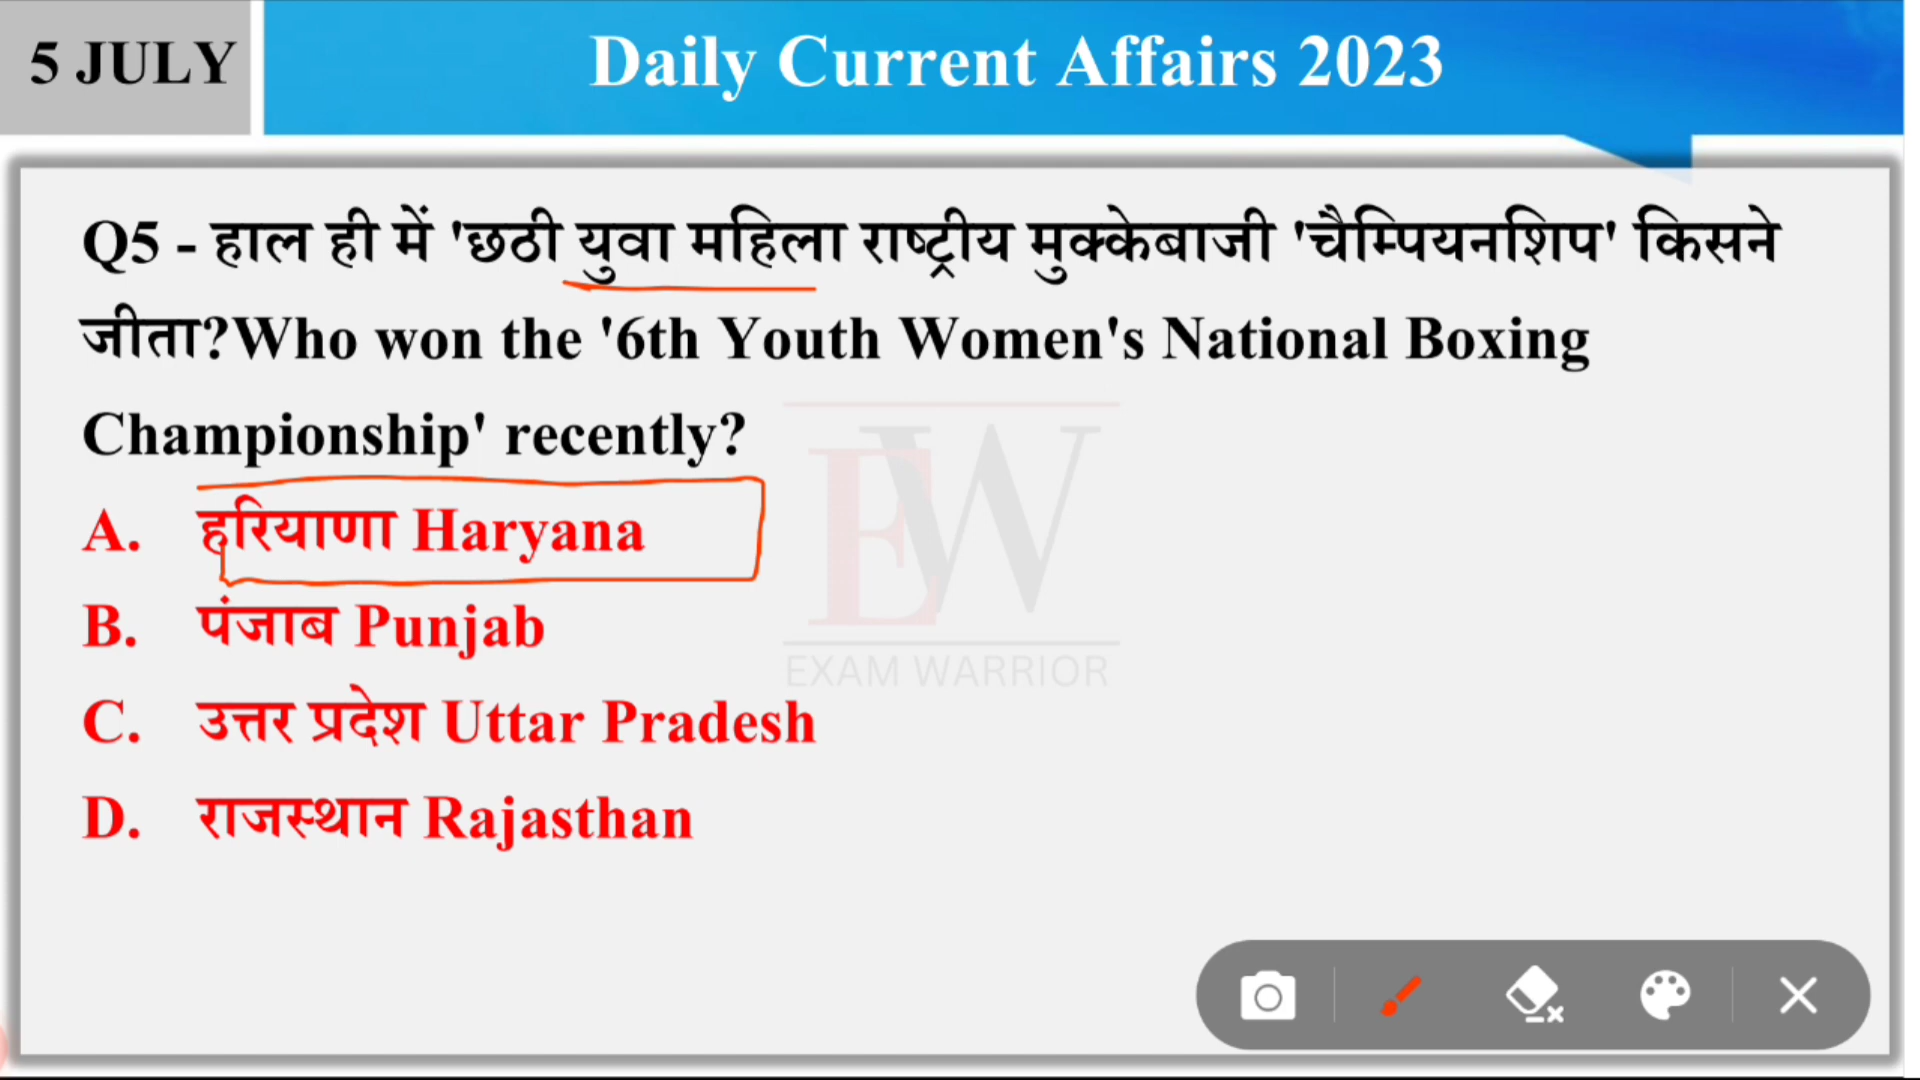 5 JULY
Daily Current Affairs 2023
Q5 - हाल ही में 'छठी युवा महिला राष्ट्रीय मुक्केबाजी 'चैम्पियनशिप' किसने
जीता?Who won the '6th Youth Women's National Boxing
Championship' recently?
A. हरियाणा Haryana
B. पंजाब Punjab
C. उत्तर प्रदेश Uttar Pradesh
D. राजस्थान Rajasthan
EW
EXAM WARRIOR